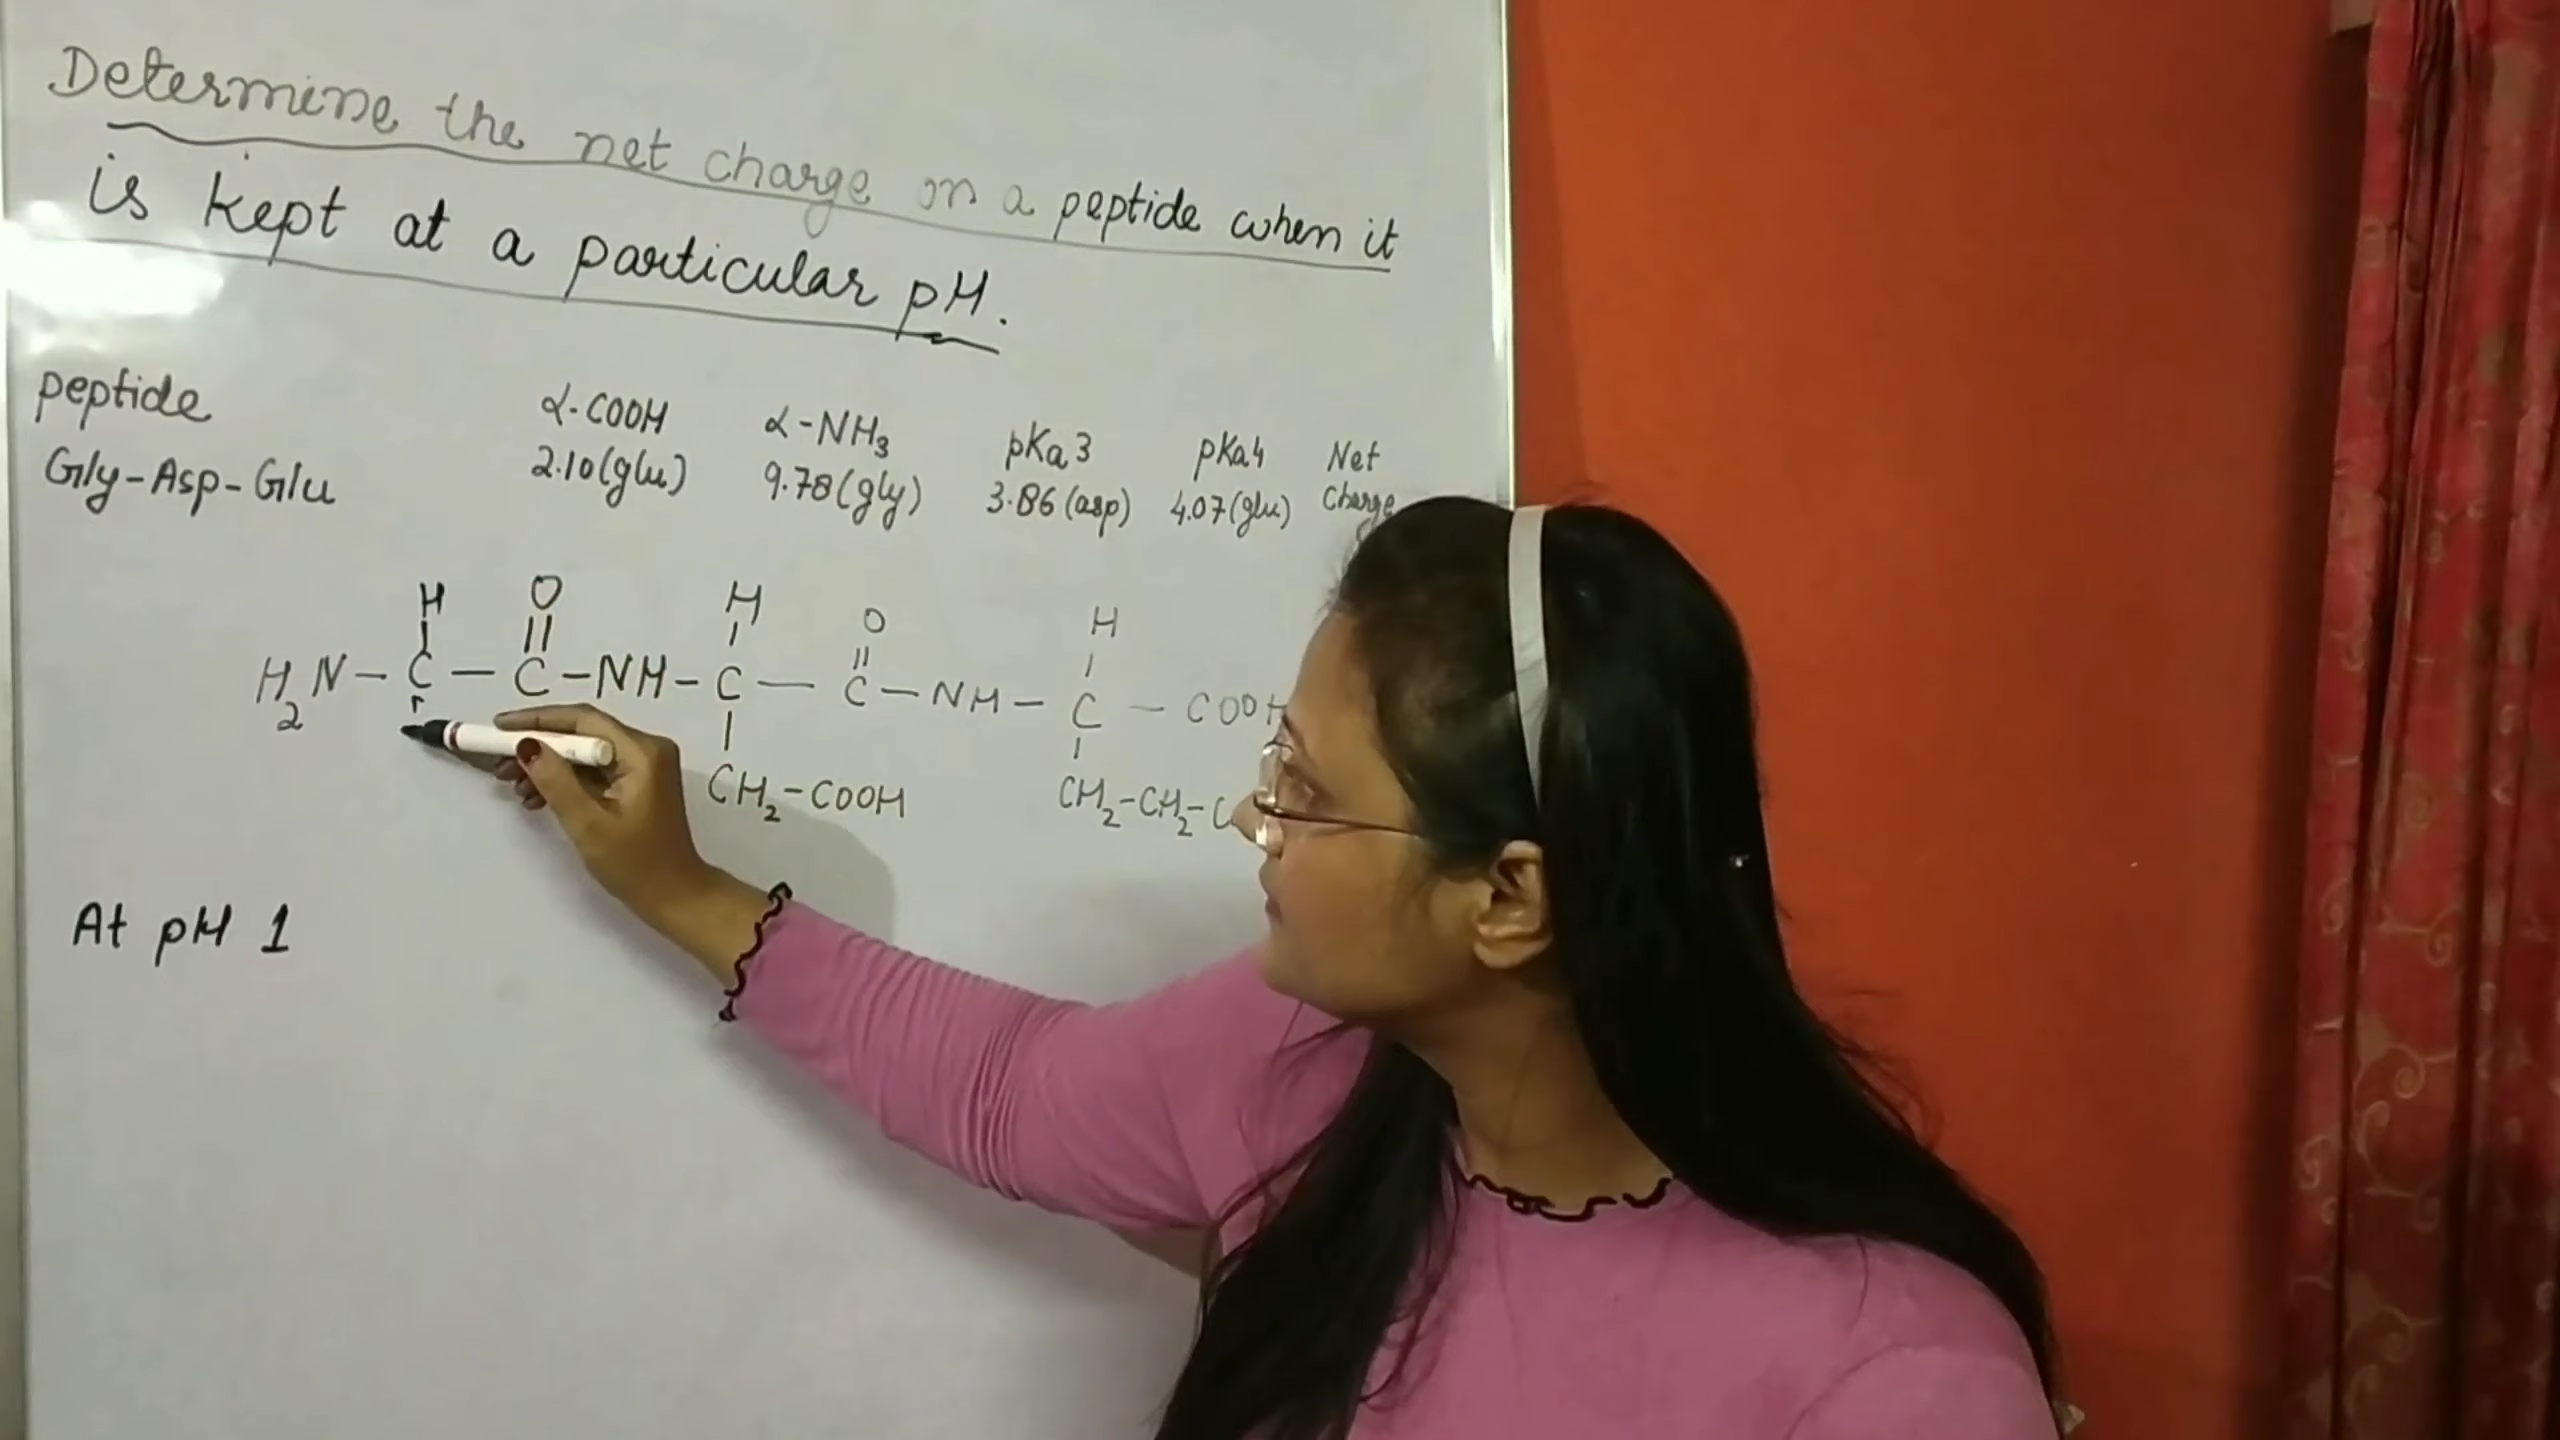 Determine the net charge on a peptide when it
is kept at a particular pH.
peptide α-COOH α-NH3 pKa3 pKa4 Net
Gly-Asp-Glu 2.10(glu) 9.78(gly) 3.86(asp) 4.07(glu) Charge
H O H O H
H2N-C-C-NH-C-C-NH-C-COOH
CH2-COOH CH2-CH2-C
At pH 1